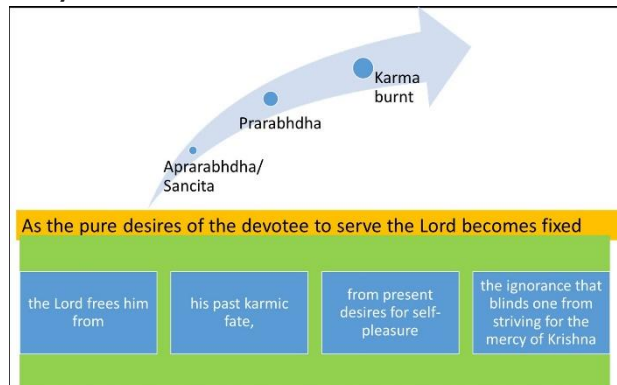 Karma
burnt
Prarabhdha
Aprarabhdha/
Sancita
As the pure desires of the devotee to serve the Lord becomes fixed
the Lord frees him
from
his past karmic
fate,
from present
desires for self-
pleasure
the ignorance that
blinds one from
striving for the
mercy of Krishna